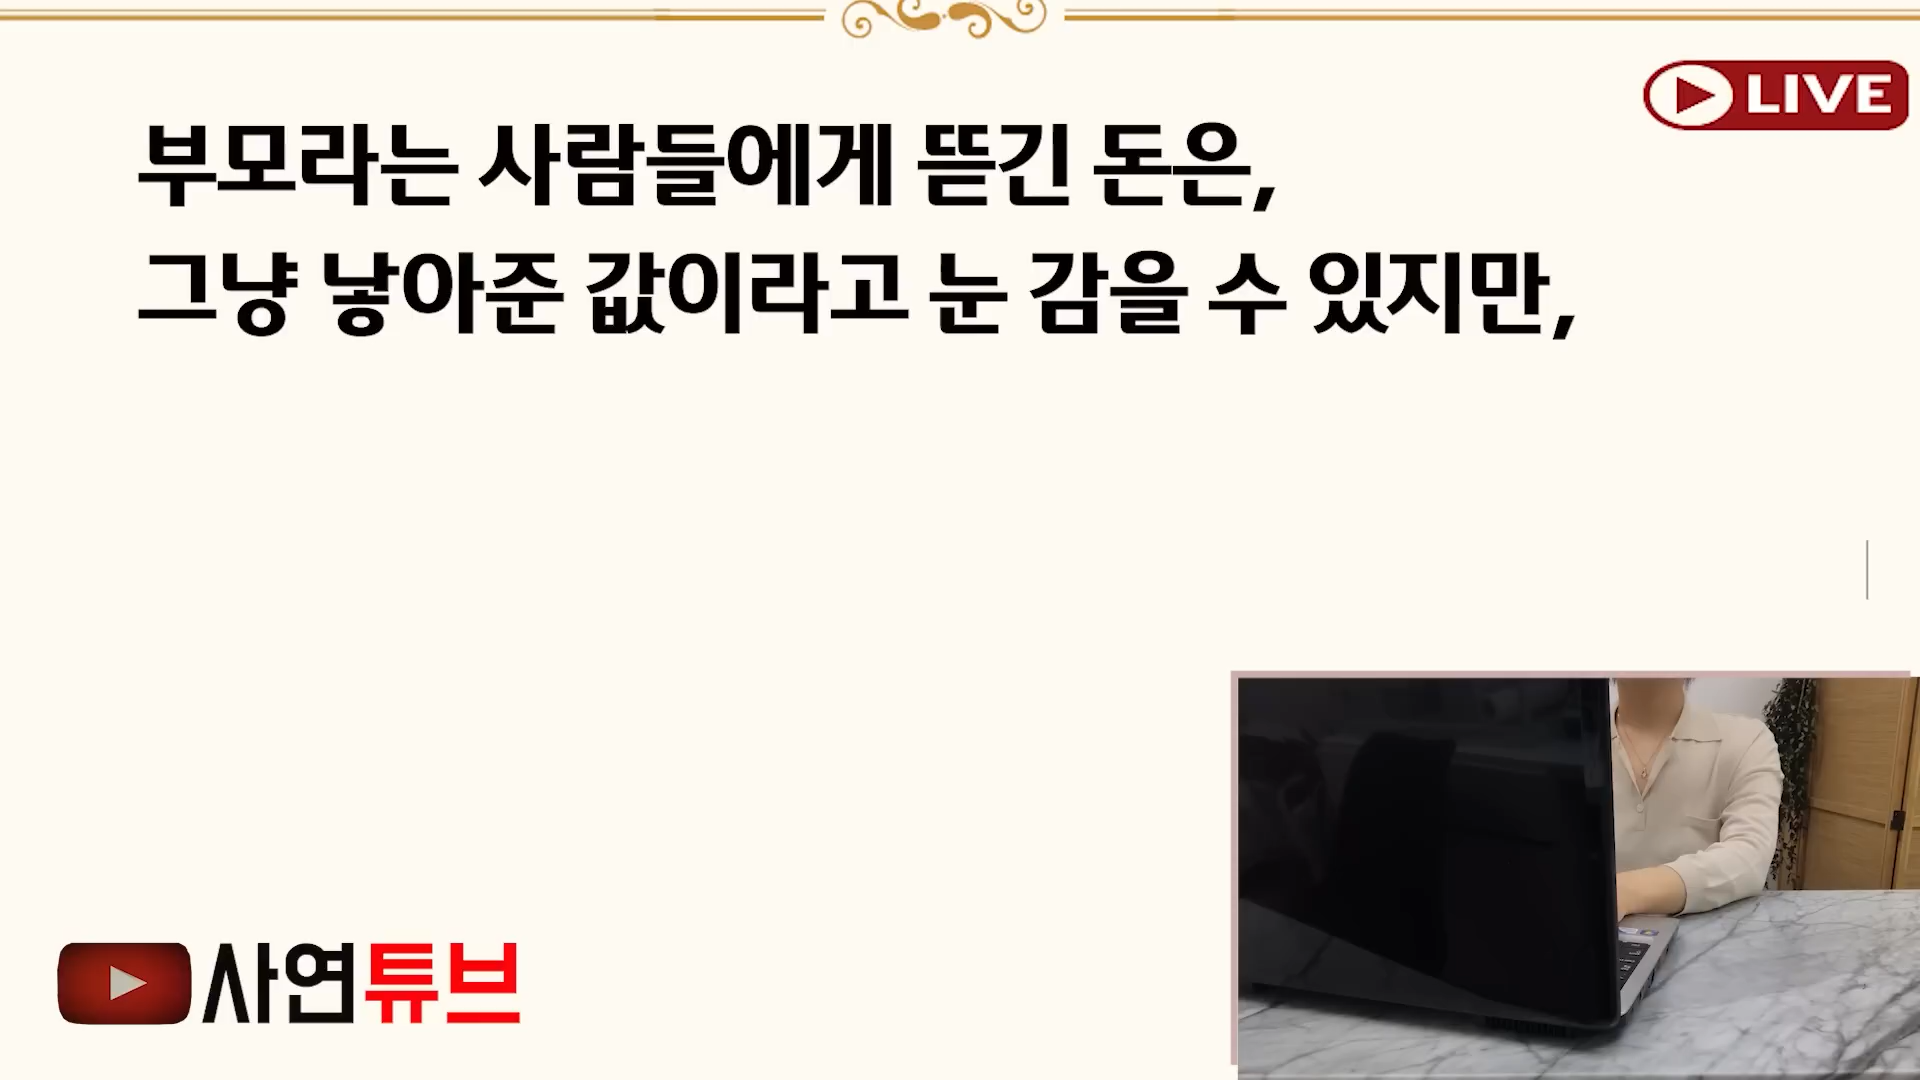 LIVE
부모라는 사람들에게 뜯긴 돈은,
그냥 낳아준 값이라고 눈 감을 수 있지만,
사연튜브